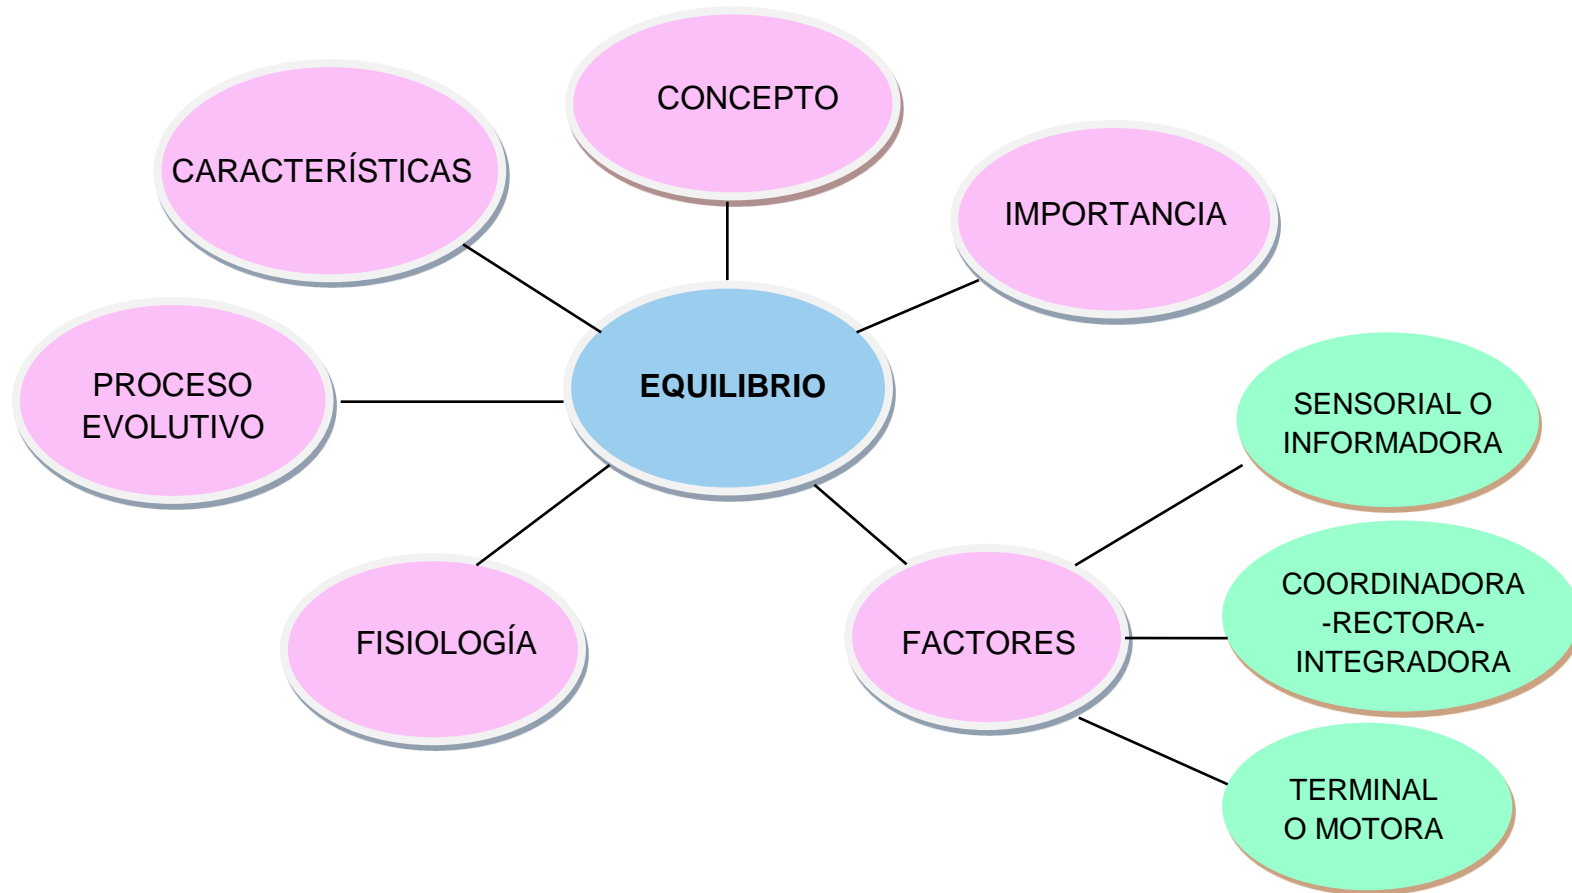 CONCEPTO
CARACTERÍSTICAS
IMPORTANCIA
PROCESO
EVOLUTIVO
EQUILIBRIO
SENSORIAL O
INFORMADORA
COORDINADORA
-RECTORA-
INTEGRADORA
FISIOLOGÍA
FACTORES
TERMINAL
O MOTORA